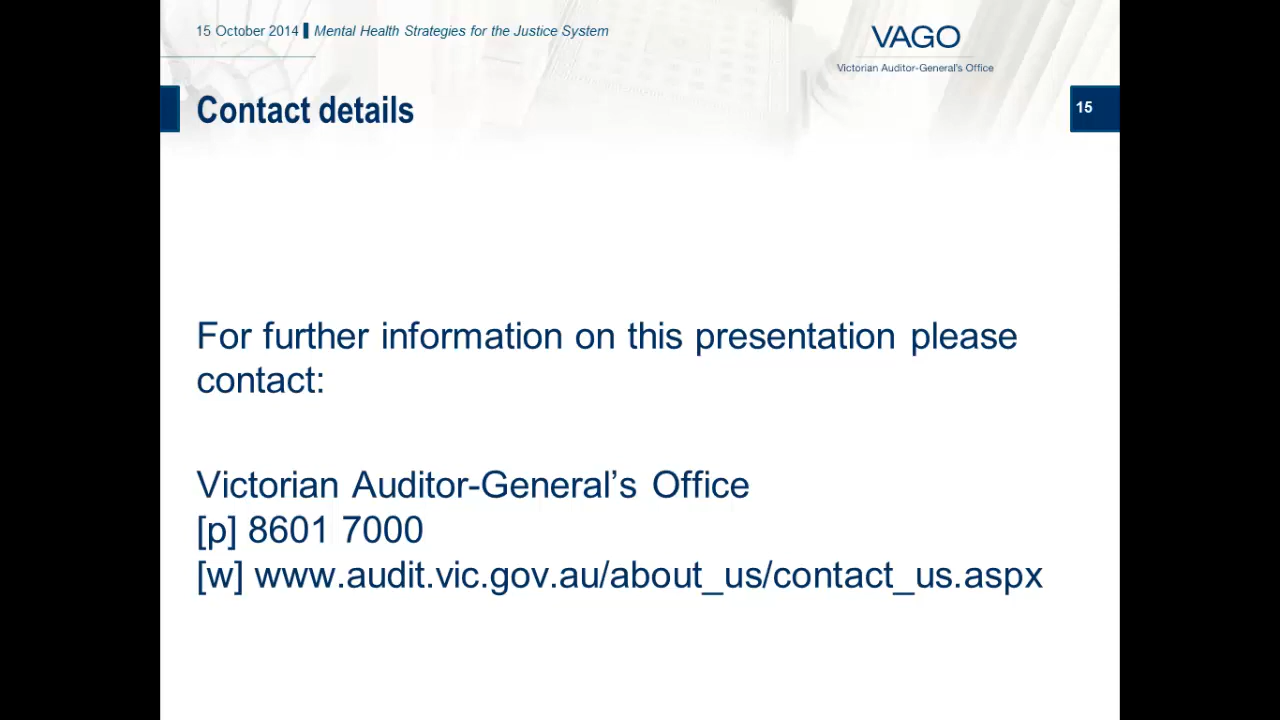 15 October 2014 Mental Health Strategies for the Justice System
VAGO
Victorian Auditor-General's Office
Contact details
15
For further information on this presentation please
contact:
Victorian Auditor-General’s Office
[p] 8601 7000
[w] www.audit.vic.gov.au/about_us/contact_us.aspx